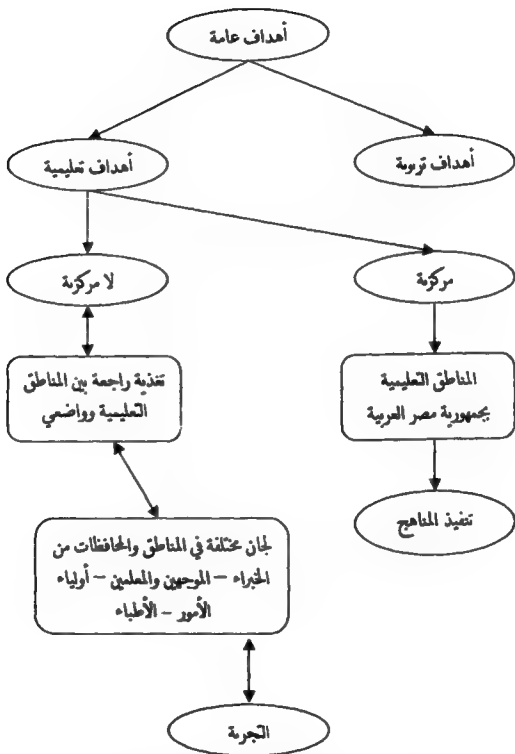 أهداف عامة
أهداف تربوية
أهداف تعليمية
مركزية
لا مركزية
المناطق التعليمية
بجمهورية مصر العربية
تغذية راجعة بين المناطق
التعليمية وواضعي
تنفيذ المناهج
لجان مختلفة في المناطق والمحافظات من
الخبراء – الموجهين والمعلمين – أولياء
الأمور – الأطباء
التجربة